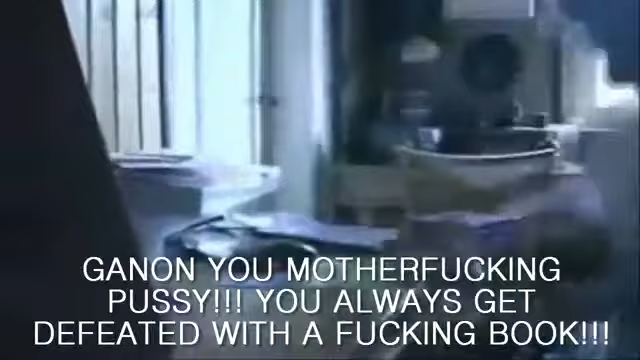 GANON YOU MOTHERFUCKING
PUSSY!!! YOU ALWAYS GET
DEFEATED WITH A FUCKING BOOK!!!